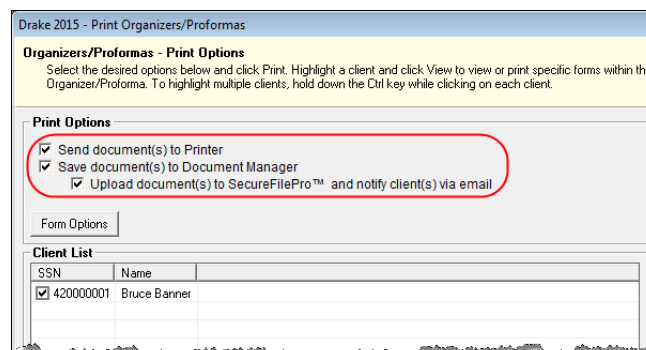 Drake 2015 - Print Organizers/Proformas
Organizers/Proformas - Print Options
Select the desired options below and click Print. Highlight a client and click View to view or print specific forms within th
Organizer/Proforma. To highlight multiple clients, hold down the Ctrl key while clicking on each client.
Print Options
Send document(s) to Printer
Save document(s) to Document Manager
Upload document(s) to SecureFilePro™ and notify client(s) via email
Form Options
Client List
SSN Name
420000001 Bruce Banner